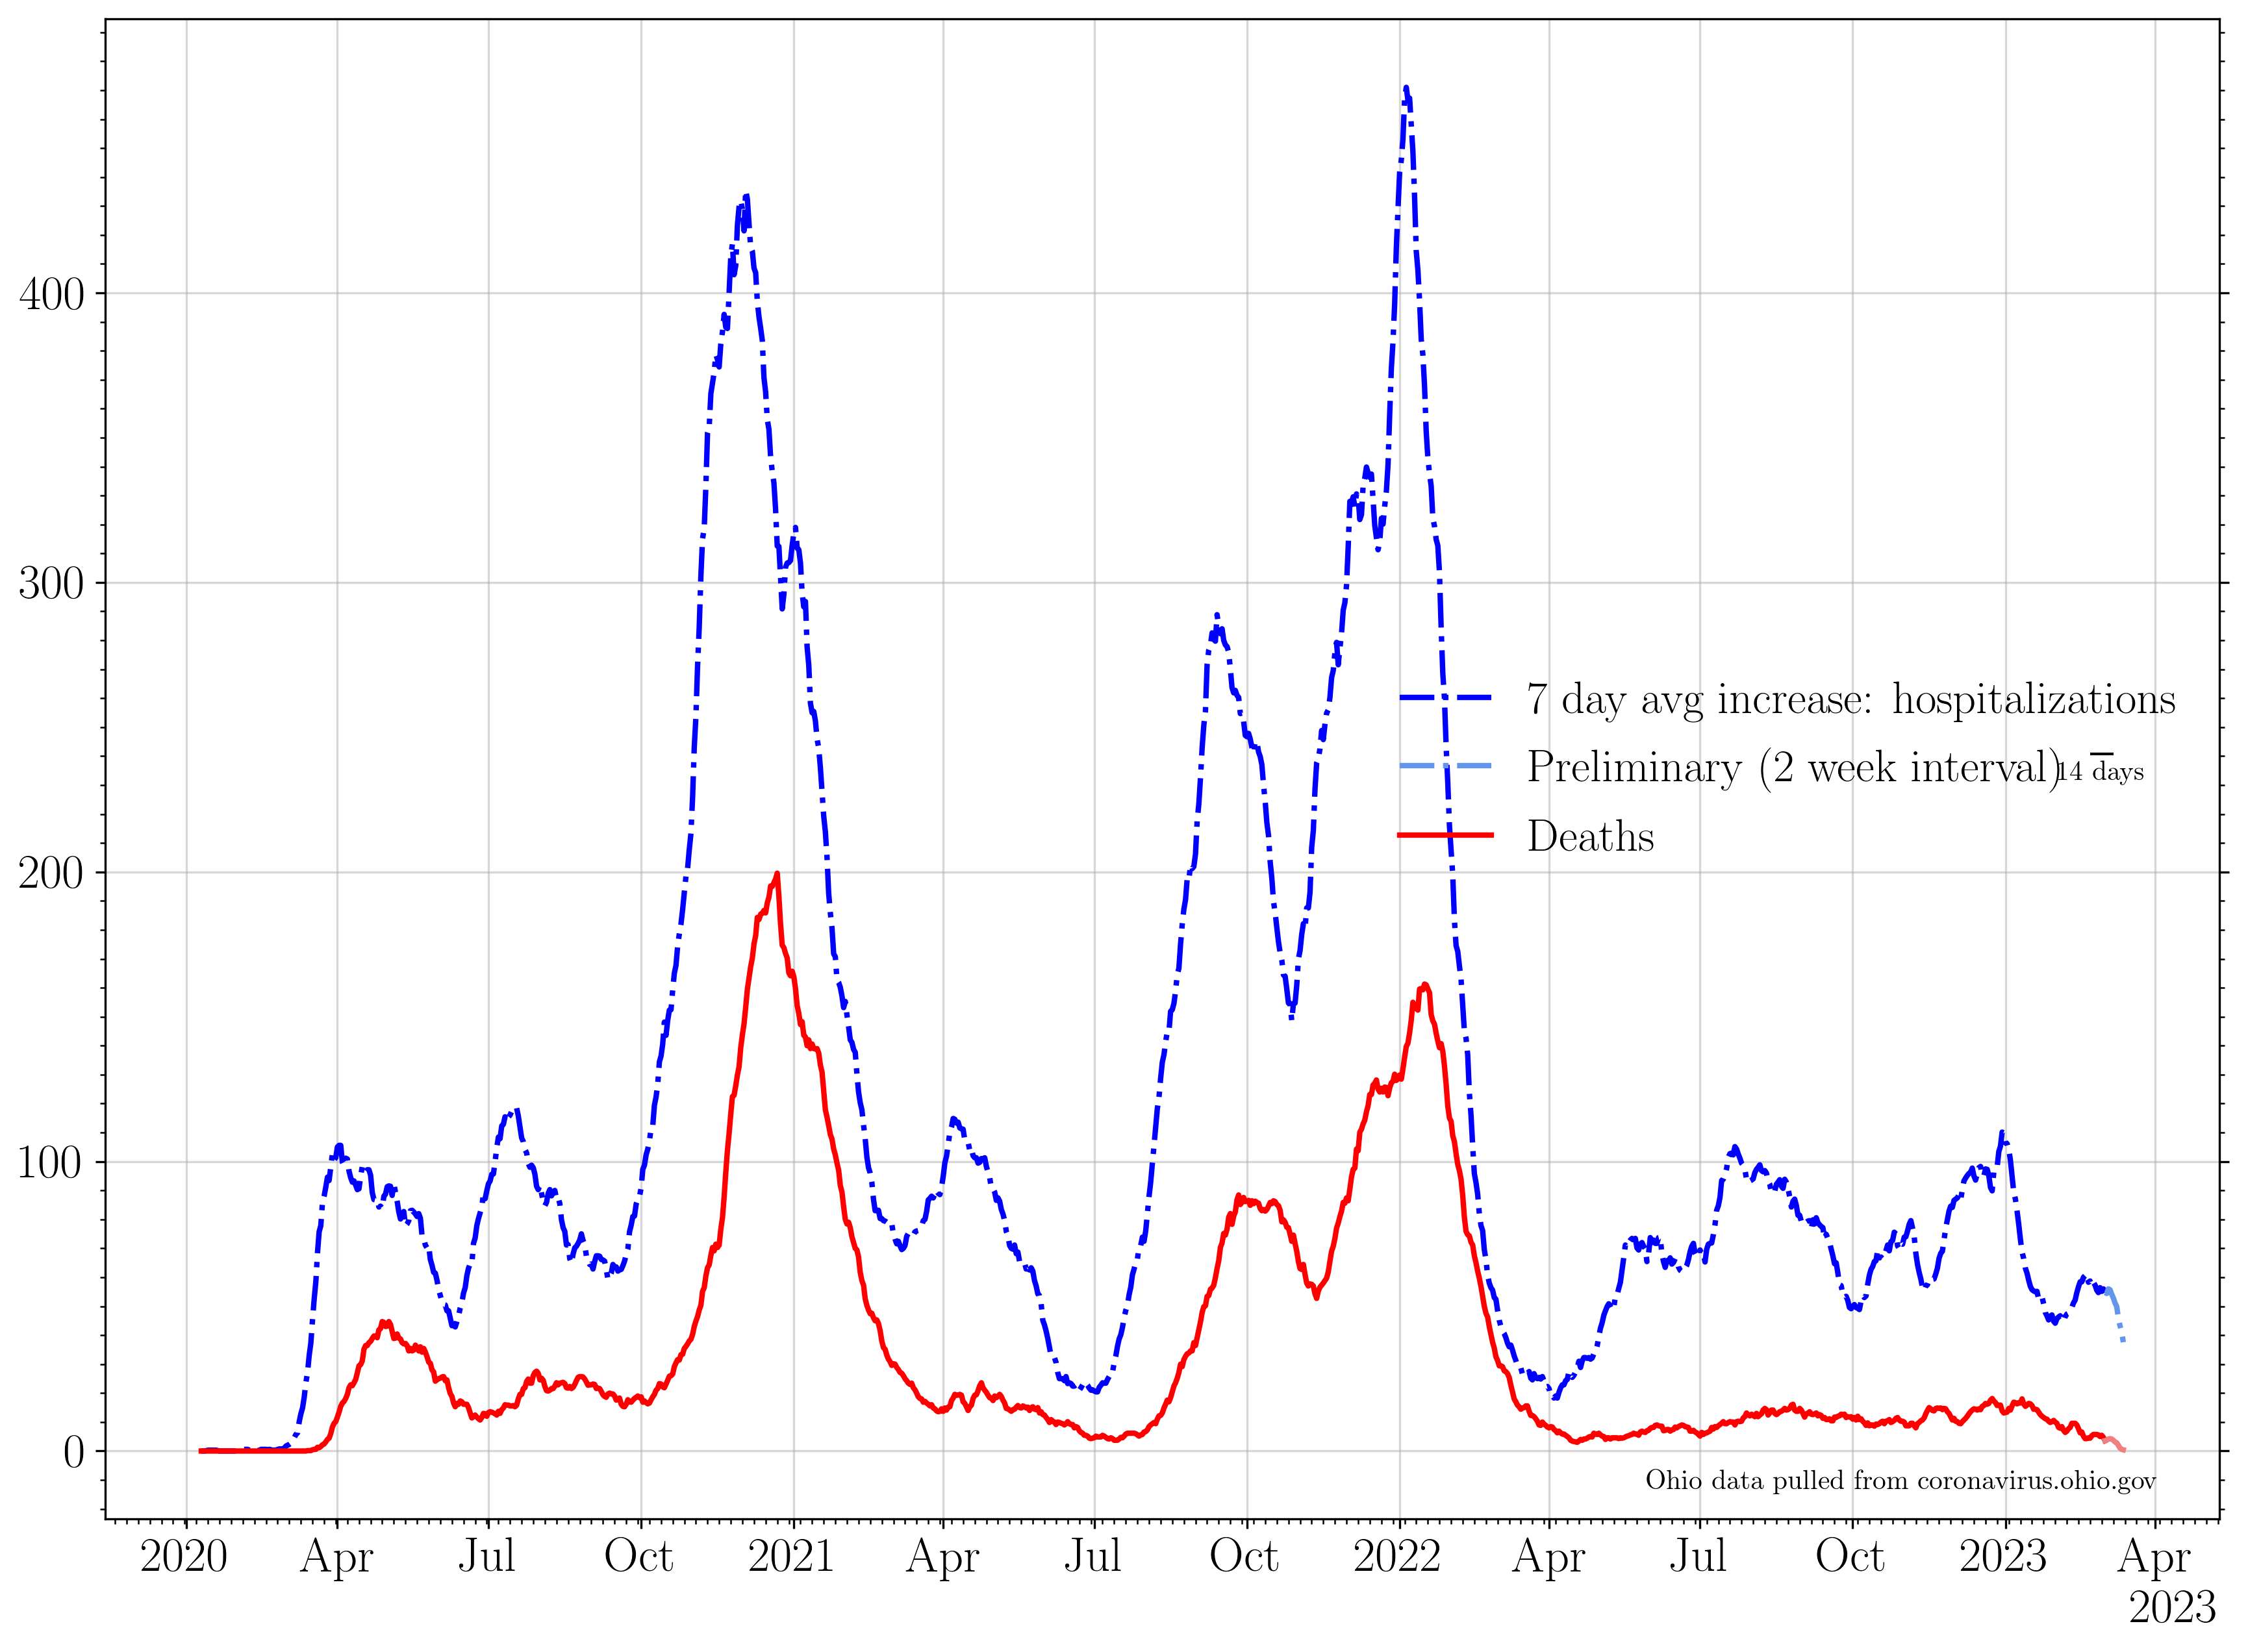 400
300
200
100
0
7 day avg increase: hospitalizations
Preliminary (2 week interval)
14 days
Deaths
Ohio data pulled from coronavirus.ohio.gov
2020 Apr Jul Oct 2021 Apr Jul Oct 2022 Apr Jul Oct 2023 Apr
2023